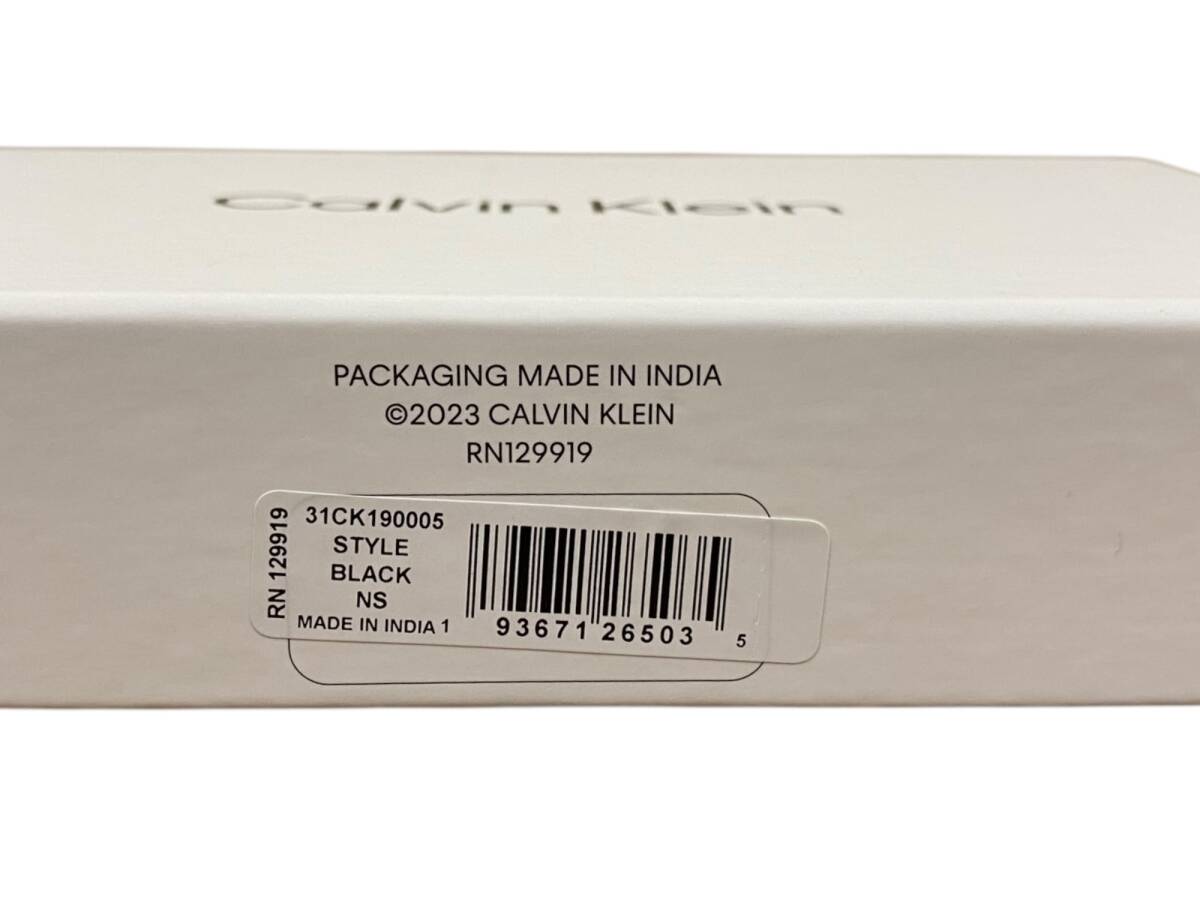 Calvin Klein
PACKAGING MADE IN INDIA
©2023 CALVIN KLEIN
RN129919
RN 129919
31CK190005
STYLE
BLACK
NS
MADE IN INDIA 1
93671 26503 5